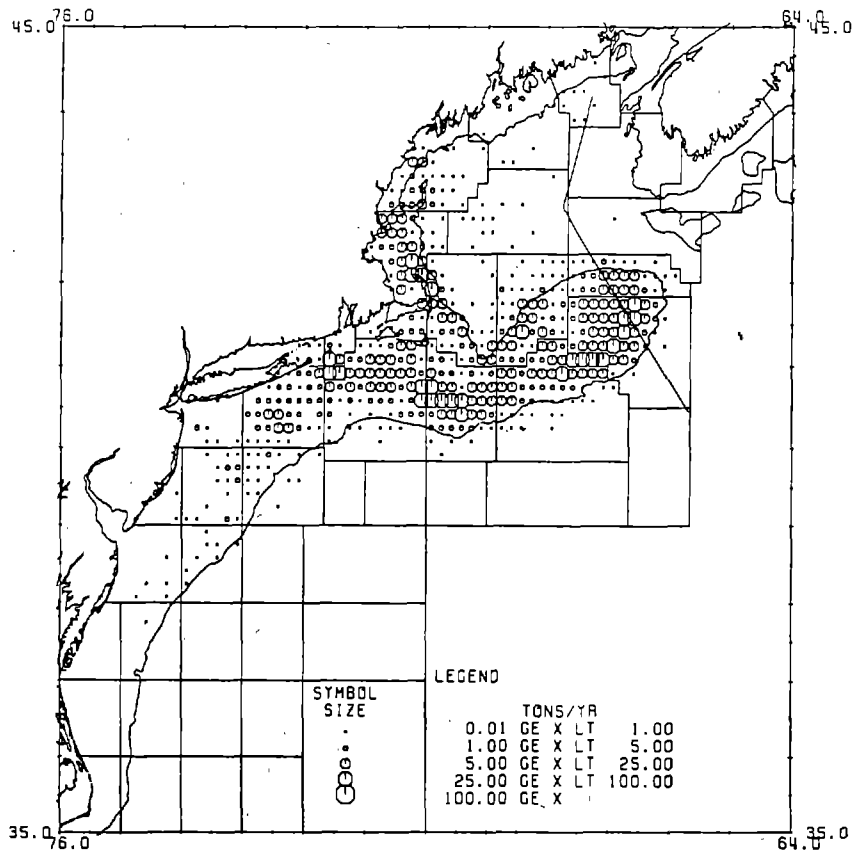 76.0 64.0
45.0 45.0
LEGEND
SYMBOL SIZE
TONS/YR
0.01 GE X LT 1.00
1.00 GE X LT 5.00
5.00 GE X LT 25.00
25.00 GE X LT 100.00
100.00 GE X
35.0 35.0
76.0 64.0